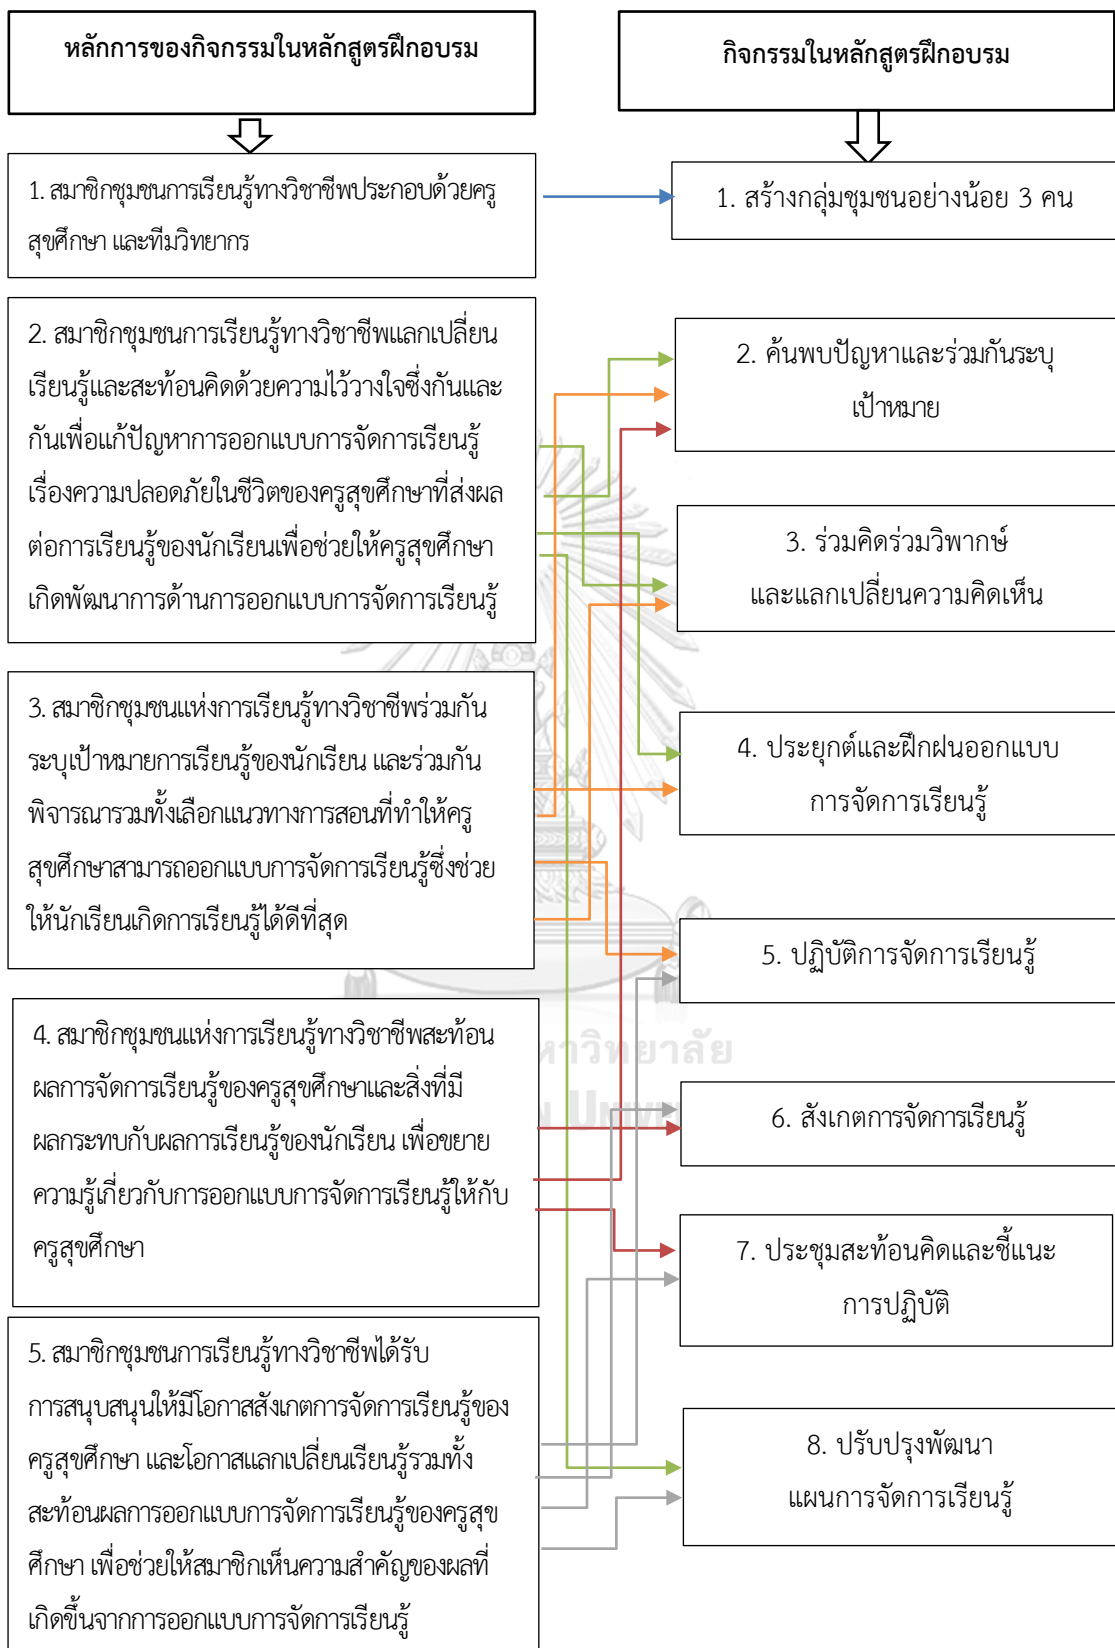 หลักการของกิจกรรมในหลักสูตรฝึกอบรม
กิจกรรมในหลักสูตรฝึกอบรม
1. สมาชิกชุมชนการเรียนรู้ทางวิชาชีพประกอบด้วยครู
สุขศึกษา และทีมวิทยากร
1. สร้างกลุ่มชุมชนอย่างน้อย 3 คน
2. สมาชิกชุมชนการเรียนรู้ทางวิชาชีพแลกเปลี่ยน
เรียนรู้และสะท้อนคิดด้วยความไว้วางใจซึ่งกันและ
กันเพื่อแก้ปัญหาการออกแบบการจัดการเรียนรู้
เรื่องความปลอดภัยในชีวิตของครูสุขศึกษาที่ส่งผล
ต่อการเรียนรู้ของนักเรียนเพื่อช่วยให้ครูสุขศึกษา
เกิดพัฒนาการด้านการออกแบบการจัดการเรียนรู้
2. ค้นพบปัญหาและร่วมกันระบุ
เป้าหมาย
3. ร่วมคิดร่วมวิพากษ์
และแลกเปลี่ยนความคิดเห็น
3. สมาชิกชุมชนแห่งการเรียนรู้ทางวิชาชีพร่วมกัน
ระบุเป้าหมายการเรียนรู้ของนักเรียน และร่วมกัน
พิจารณารวมทั้งเลือกแนวทางการสอนที่ทำให้ครู
สุขศึกษาสามารถออกแบบการจัดการเรียนรู้ซึ่งช่วย
ให้นักเรียนเกิดการเรียนรู้ได้ดีที่สุด
4. ประยุกต์และฝึกฝนออกแบบ
การจัดการเรียนรู้
5. ปฏิบัติการจัดการเรียนรู้
4. สมาชิกชุมชนแห่งการเรียนรู้ทางวิชาชีพสะท้อน
ผลการจัดการเรียนรู้ของครูสุขศึกษาและสิ่งที่มี
ผลกระทบกับผลการเรียนรู้ของนักเรียน เพื่อขยาย
ความรู้เกี่ยวกับการออกแบบการจัดการเรียนรู้ให้กับ
ครูสุขศึกษา
หาวิทยาลัย
6. สังเกตการจัดการเรียนรู้
7. ประชุมสะท้อนคิดและชี้แนะ
การปฏิบัติ
5. สมาชิกชุมชนการเรียนรู้ทางวิชาชีพได้รับ
การสนุบสนุนให้มีโอกาสสังเกตการจัดการเรียนรู้ของ
ครูสุขศึกษา และโอกาสแลกเปลี่ยนเรียนรู้รวมทั้ง
สะท้อนผลการออกแบบการจัดการเรียนรู้ของครูสุข
ศึกษา เพื่อช่วยให้สมาชิกเห็นความสำคัญของผลที่
เกิดขึ้นจากการออกแบบการจัดการเรียนรู้
8. ปรับปรุงพัฒนา
แผนการจัดการเรียนรู้